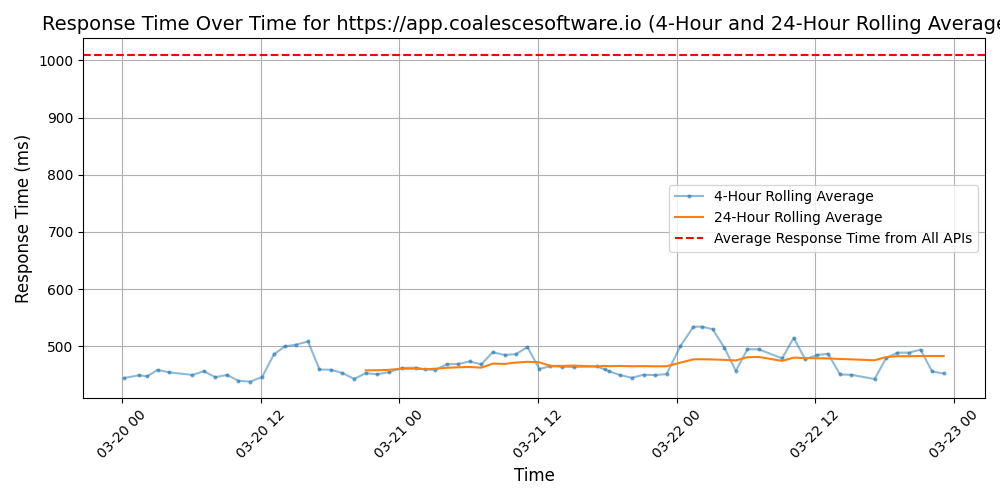 Response Time Over Time for https://app.coalescesoftware.io (4-Hour and 24-Hour Rolling Average
Response Time (ms)
1000
900
800
700
600
500
4-Hour Rolling Average
24-Hour Rolling Average
Average Response Time from All APIs
03-20 00
03-20 12
03-21 00
03-21 12
03-22 00
03-22 12
03-23 00
Time